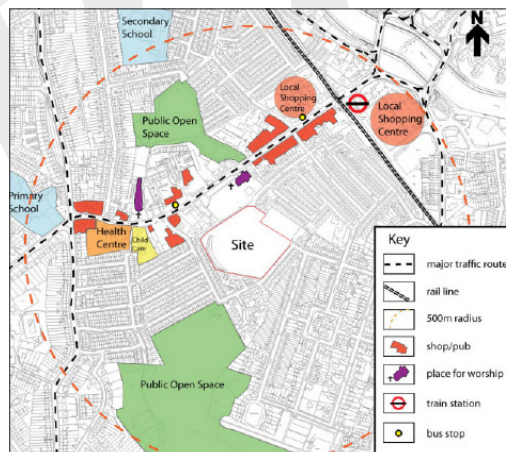 Secondary
School
N
Local
Shopping
Centre
Local
Shopping
Centre
Public Open
Space
Primary
School
Health
Centre
Child
Care
Site
Public Open Space
Key
major traffic route
rail line
500m radius
shop/pub
place for worship
train station
bus stop